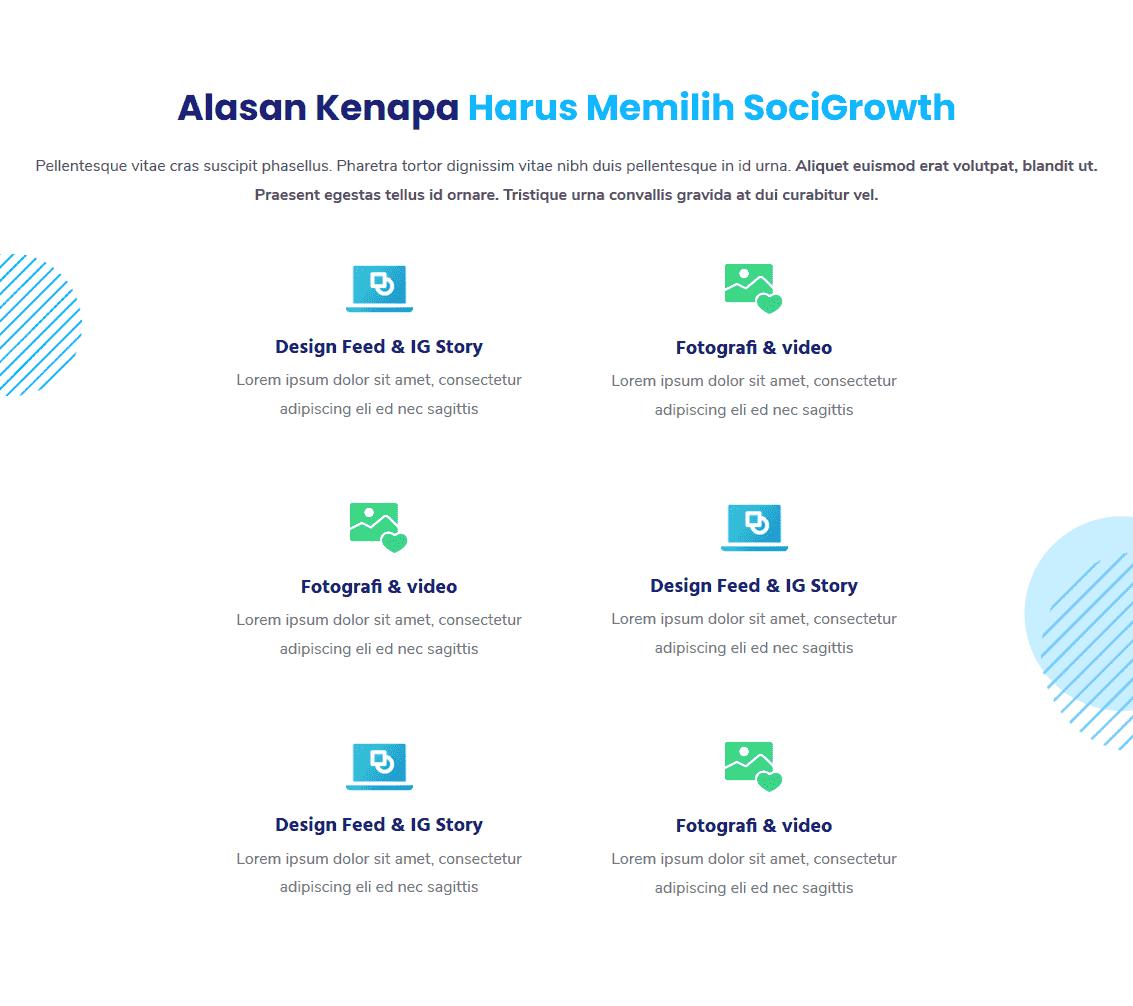 Alasan Kenapa Harus Memilih SociGrowth
Pellentesque vitae cras suscipit phasellus. Pharetra tortor dignissim vitae nibh duis pellentesque in id urna. Aliquet euismod erat volutpat, blandit ut.
Praesent egestas tellus id ornare. Tristique urna convallis gravida at dui curabitur vel.
Design Feed & IG Story
Lorem ipsum dolor sit amet, consectetur
adipiscing eli ed nec sagittis
Fotografi & video
Lorem ipsum dolor sit amet, consectetur
adipiscing eli ed nec sagittis
Fotografi & video
Lorem ipsum dolor sit amet, consectetur
adipiscing eli ed nec sagittis
Design Feed & IG Story
Lorem ipsum dolor sit amet, consectetur
adipiscing eli ed nec sagittis
Design Feed & IG Story
Lorem ipsum dolor sit amet, consectetur
adipiscing eli ed nec sagittis
Fotografi & video
Lorem ipsum dolor sit amet, consectetur
adipiscing eli ed nec sagittis